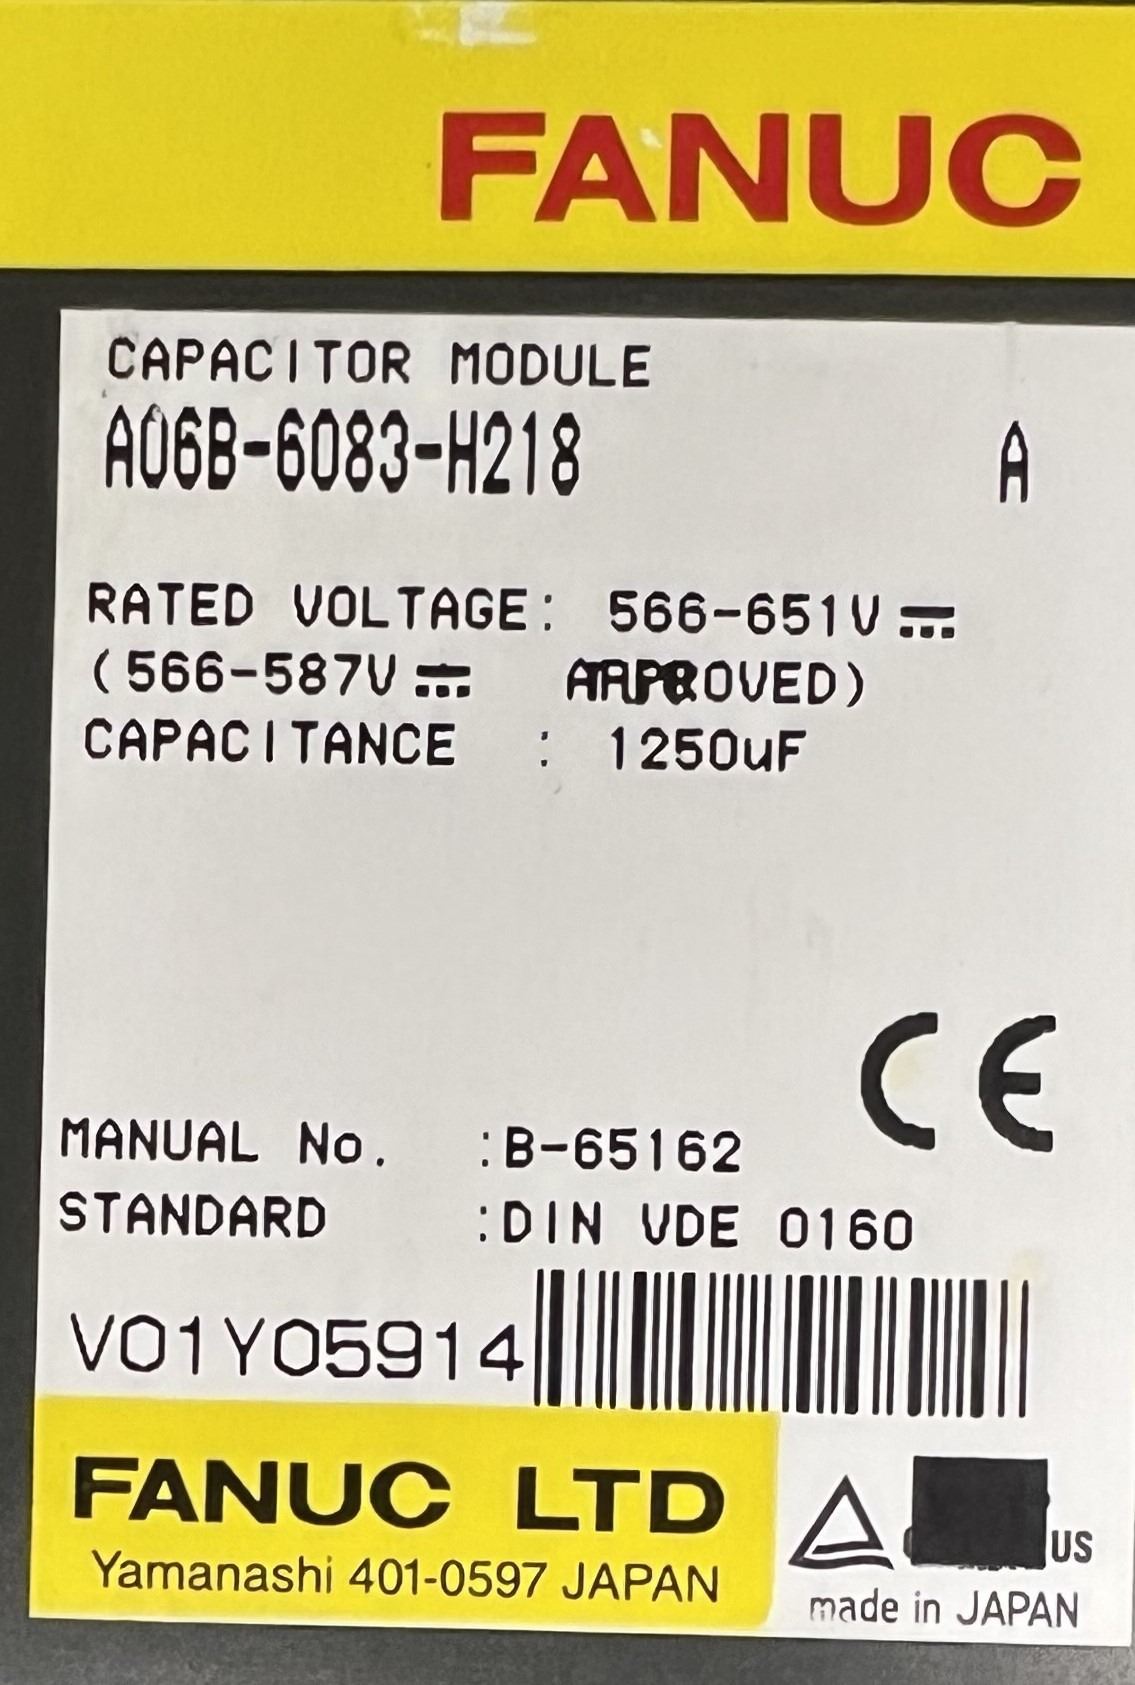 FANUC
CAPACITOR MODULE
A06B-6083-H218 A
RATED VOLTAGE: 566-651V
(566-587V APPROVED)
CAPACITANCE : 1250uF
CE
MANUAL No. :B-65162
STANDARD :DIN VDE 0160
V01Y05914
FANUC LTD
Yamanashi 401-0597 JAPAN
US
made in JAPAN